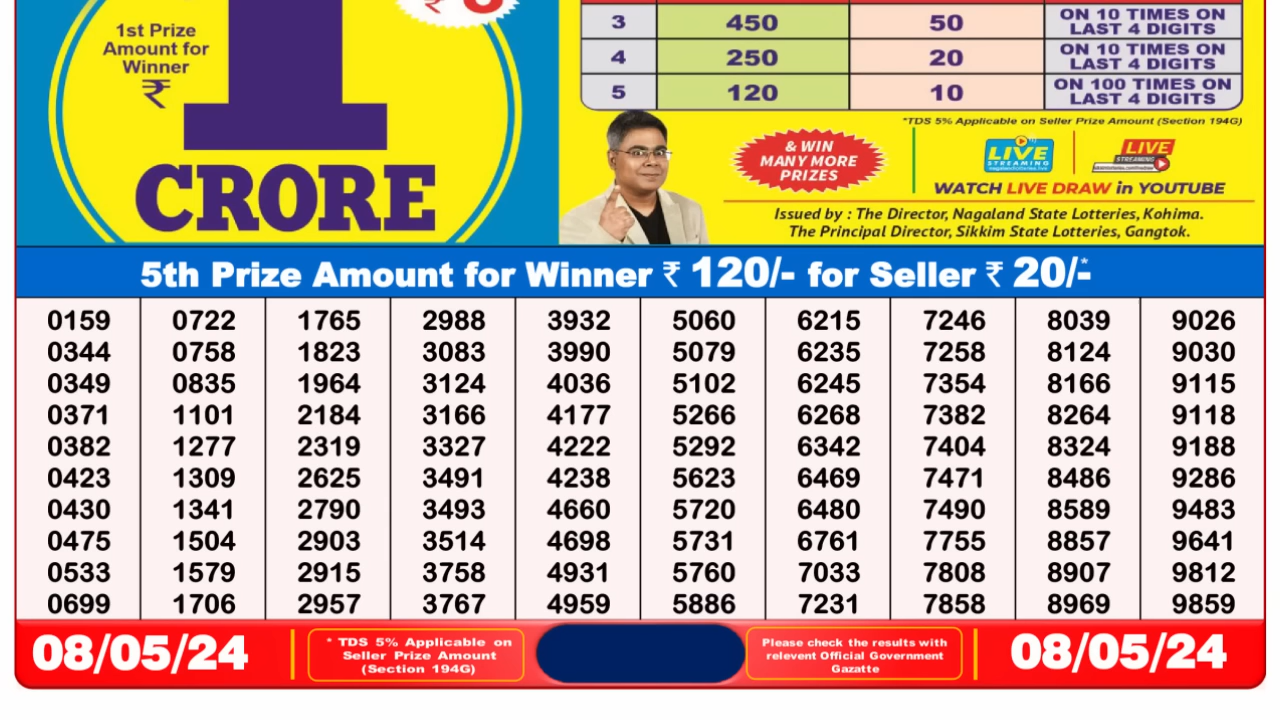 ₹ 6
1st Prize
Amount for
Winner
₹
1
CRORE
3 450 50 ON 10 TIMES ON LAST 4 DIGITS
4 250 20 ON 10 TIMES ON LAST 4 DIGITS
5 120 10 ON 100 TIMES ON LAST 4 DIGITS
*TDS 5% Applicable on Seller Prize Amount (Section 194G)
& WIN
MANY MORE
PRIZES
LIVE
STREAMING
LIVE
STREAMING
WATCH LIVE DRAW in YOUTUBE
Issued by : The Director, Nagaland State Lotteries, Kohima.
The Principal Director, Sikkim State Lotteries, Gangtok.
5th Prize Amount for Winner ₹ 120/- for Seller ₹ 20/-*
0159 0722 1765 2988 3932 5060 6215 7246 8039 9026
0344 0758 1823 3083 3990 5079 6235 7258 8124 9030
0349 0835 1964 3124 4036 5102 6245 7354 8166 9115
0371 1101 2184 3166 4177 5266 6268 7382 8264 9118
0382 1277 2319 3327 4222 5292 6342 7404 8324 9188
0423 1309 2625 3491 4238 5623 6469 7471 8486 9286
0430 1341 2790 3493 4660 5720 6480 7490 8589 9483
0475 1504 2903 3514 4698 5731 6761 7755 8857 9641
0533 1579 2915 3758 4931 5760 7033 7808 8907 9812
0699 1706 2957 3767 4959 5886 7231 7858 8969 9859
08/05/24
* TDS 5% Applicable on
Seller Prize Amount
(Section 194G)
Please check the results with
relevent Official Government
Gazatte
08/05/24